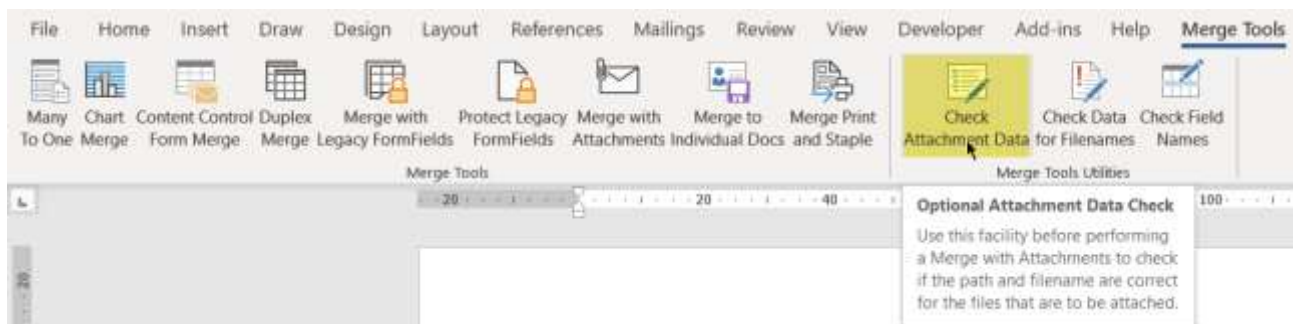 File Home Insert Draw Design Layout References Mailings Review View Developer Add-ins Help Merge Tools
Many Chart Content Control Duplex Merge with Protect Legacy Merge with Merge to Merge Print Check Check Data Check Field
To One Merge Form Merge Merge Legacy FormFields FormFields Attachments Individual Docs and Staple Attachment Data for Filenames Names
Merge Tools Merge Tools Utilities
20 20 40 100
Optional Attachment Data Check
Use this facility before performing
a Merge with Attachments to check
if the path and filename are correct
for the files that are to be attached.
20